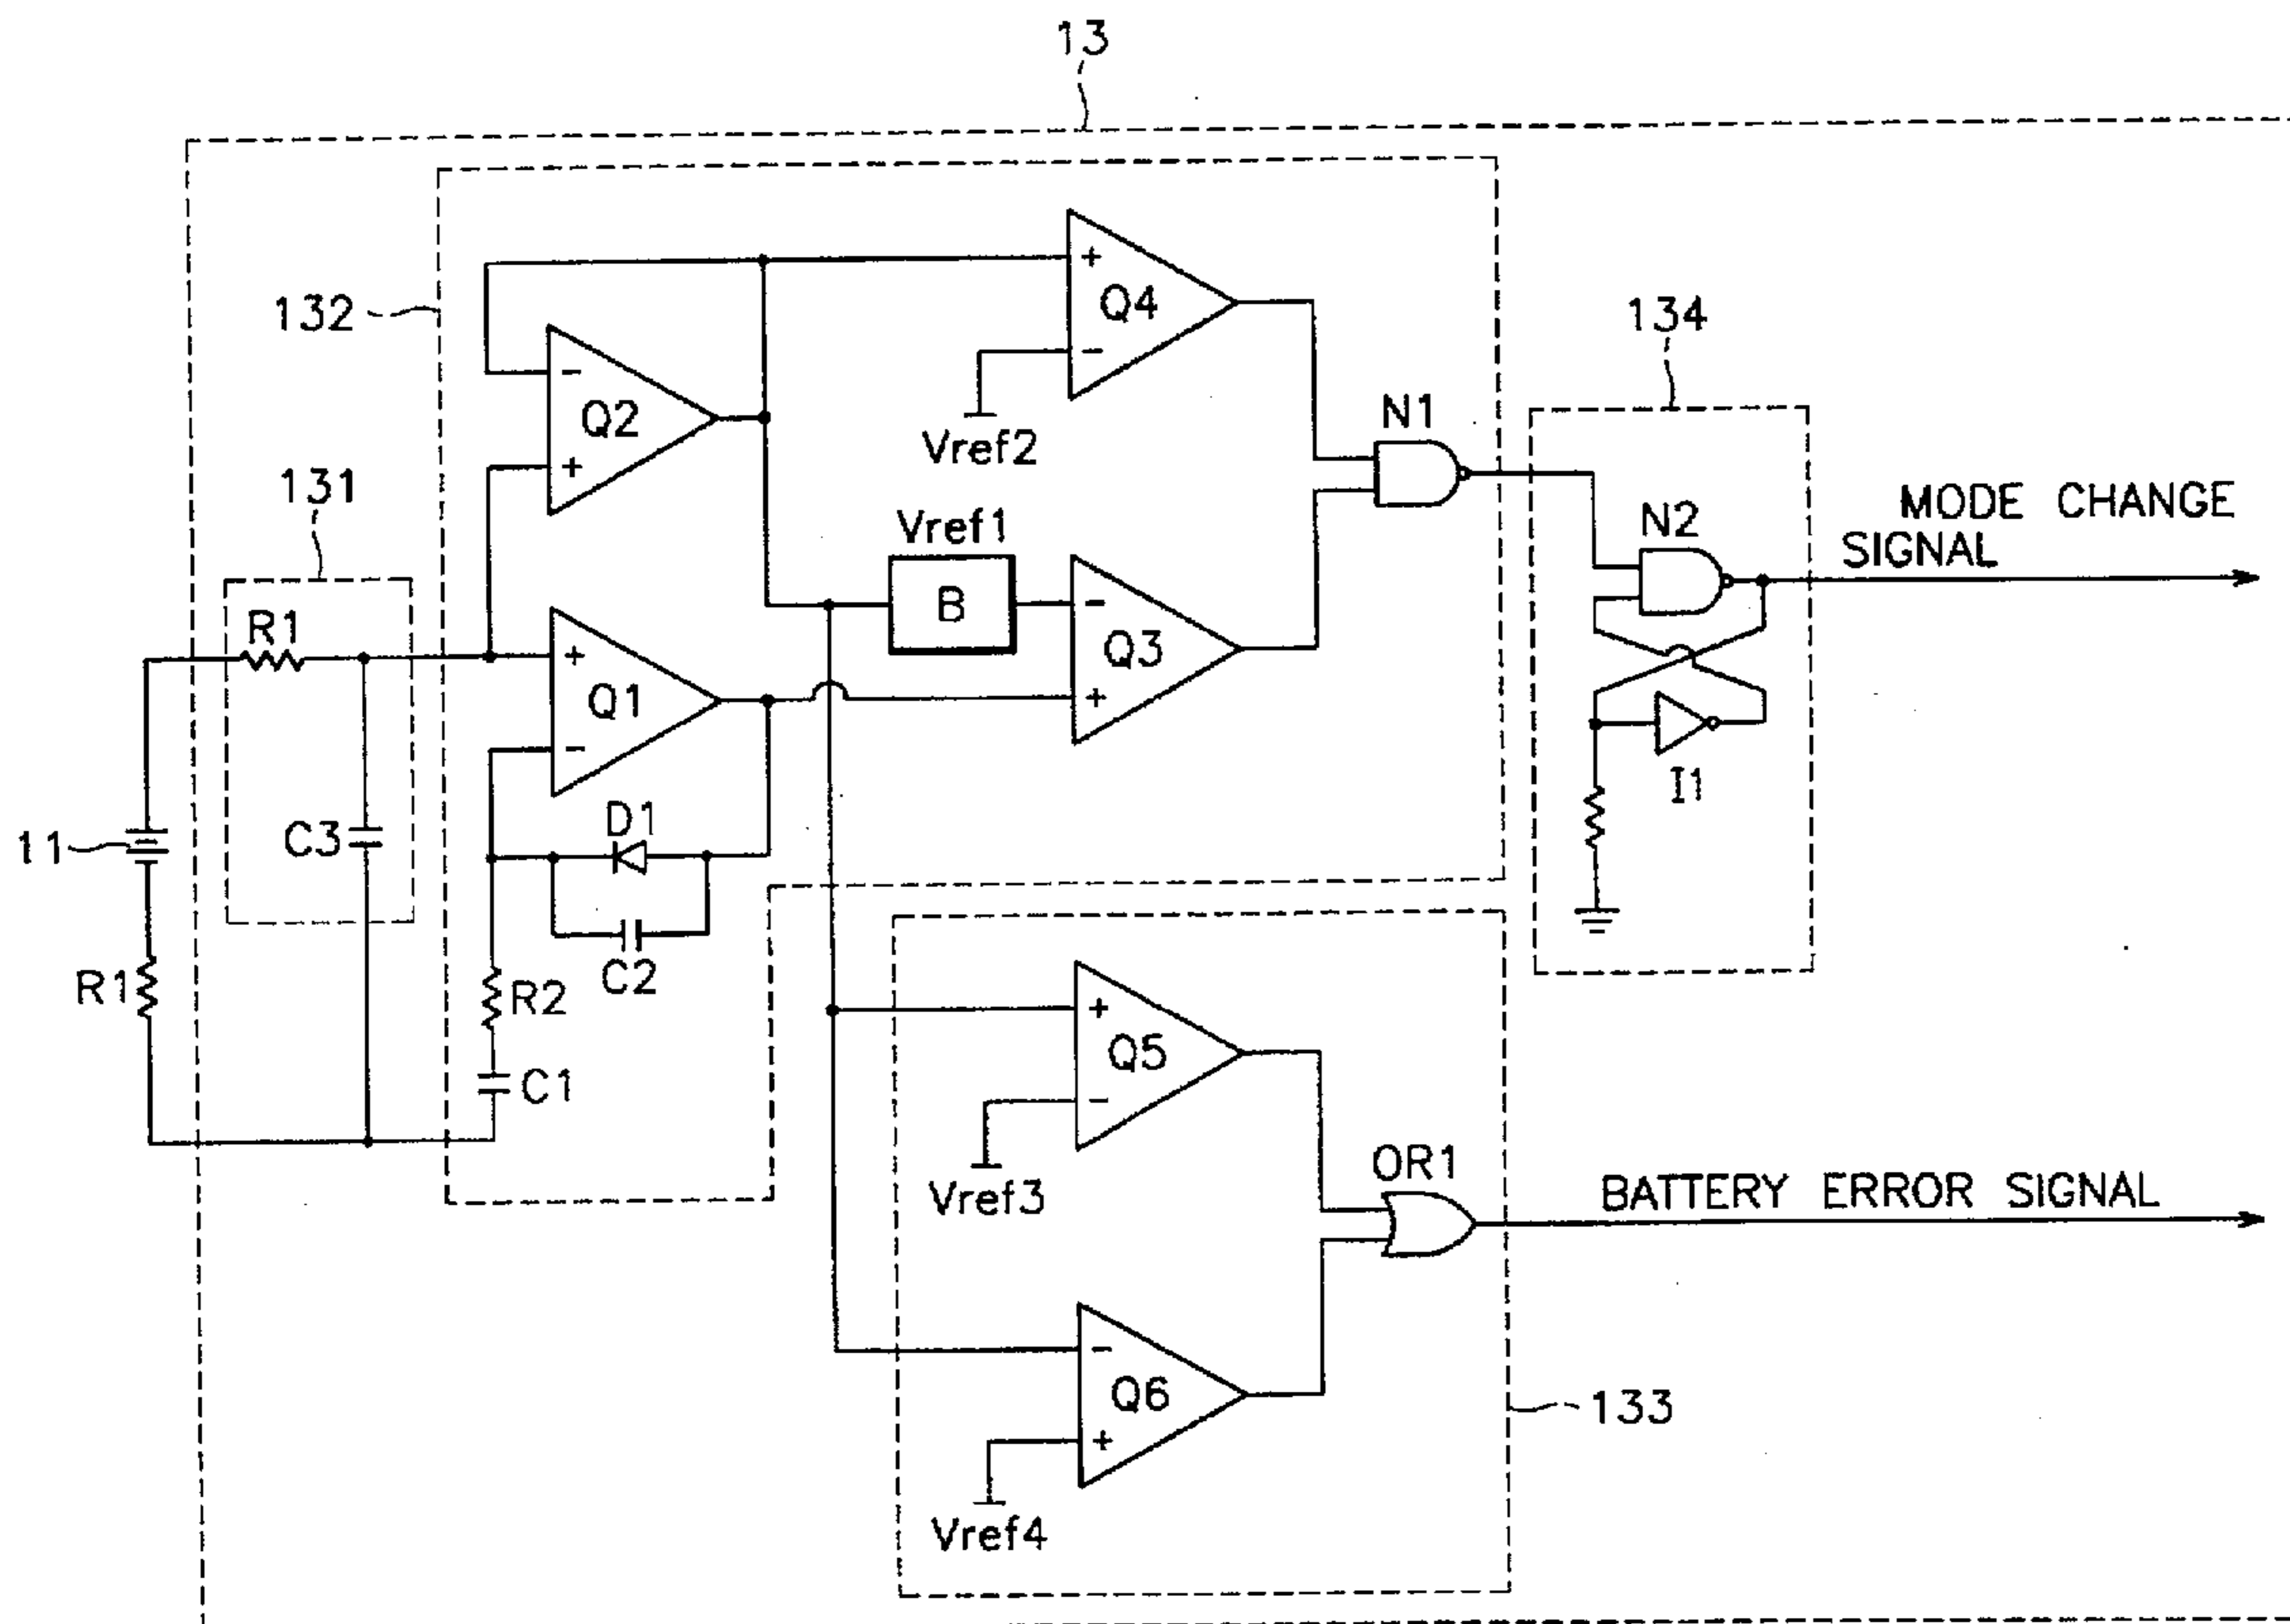 13
132
131
134
R1
C3
11
R1
Q2
-
+
Q4
+
-
Vref2
N1
Vref1
B
Q3
-
+
Q1
+
-
D1
C2
R2
C1
N2
I1
MODE CHANGE
SIGNAL
Q5
+
-
Vref3
OR1
BATTERY ERROR SIGNAL
Q6
-
+
Vref4
133